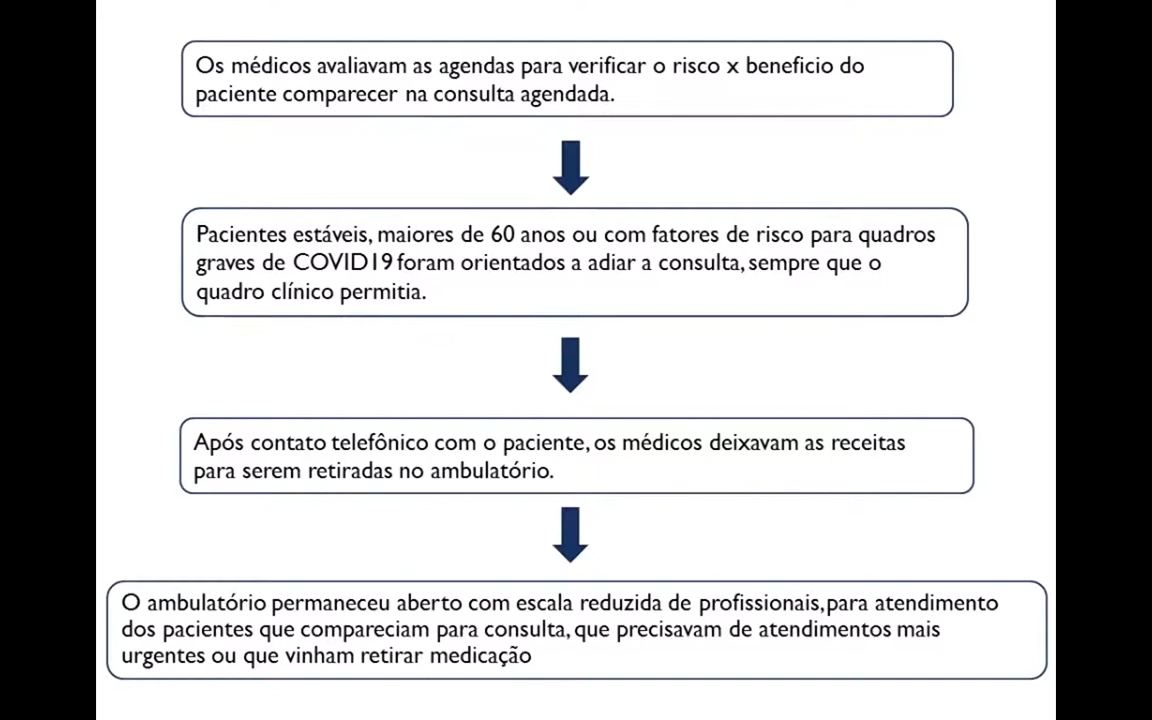 Os médicos avaliavam as agendas para verificar o risco x beneficio do
paciente comparecer na consulta agendada.
Pacientes estáveis, maiores de 60 anos ou com fatores de risco para quadros
graves de COVID19 foram orientados a adiar a consulta, sempre que o
quadro clínico permitia.
Após contato telefônico com o paciente, os médicos deixavam as receitas
para serem retiradas no ambulatório.
O ambulatório permaneceu aberto com escala reduzida de profissionais, para atendimento
dos pacientes que compareciam para consulta, que precisavam de atendimentos mais
urgentes ou que vinham retirar medicação